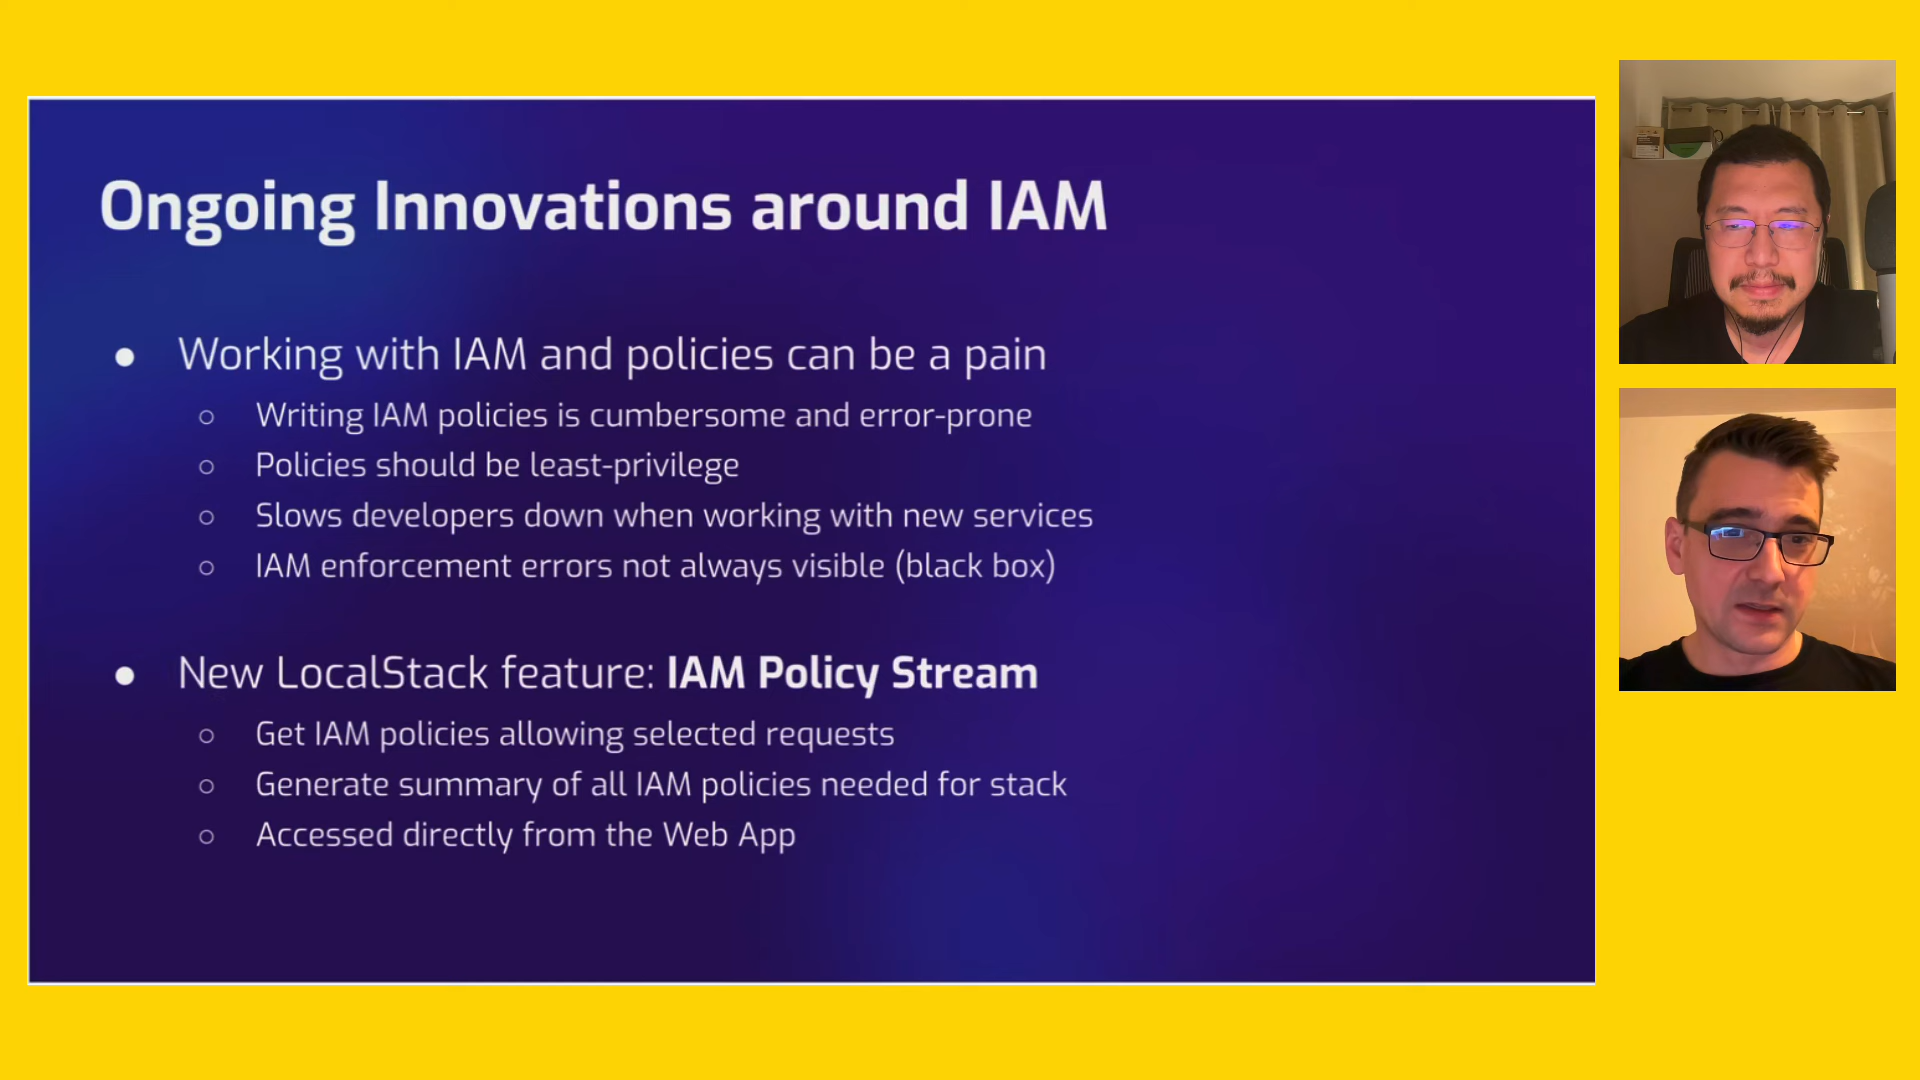 Ongoing Innovations around IAM
● Working with IAM and policies can be a pain
○ Writing IAM policies is cumbersome and error-prone
○ Policies should be least-privilege
○ Slows developers down when working with new services
○ IAM enforcement errors not always visible (black box)
● New LocalStack feature: IAM Policy Stream
○ Get IAM policies allowing selected requests
○ Generate summary of all IAM policies needed for stack
○ Accessed directly from the Web App